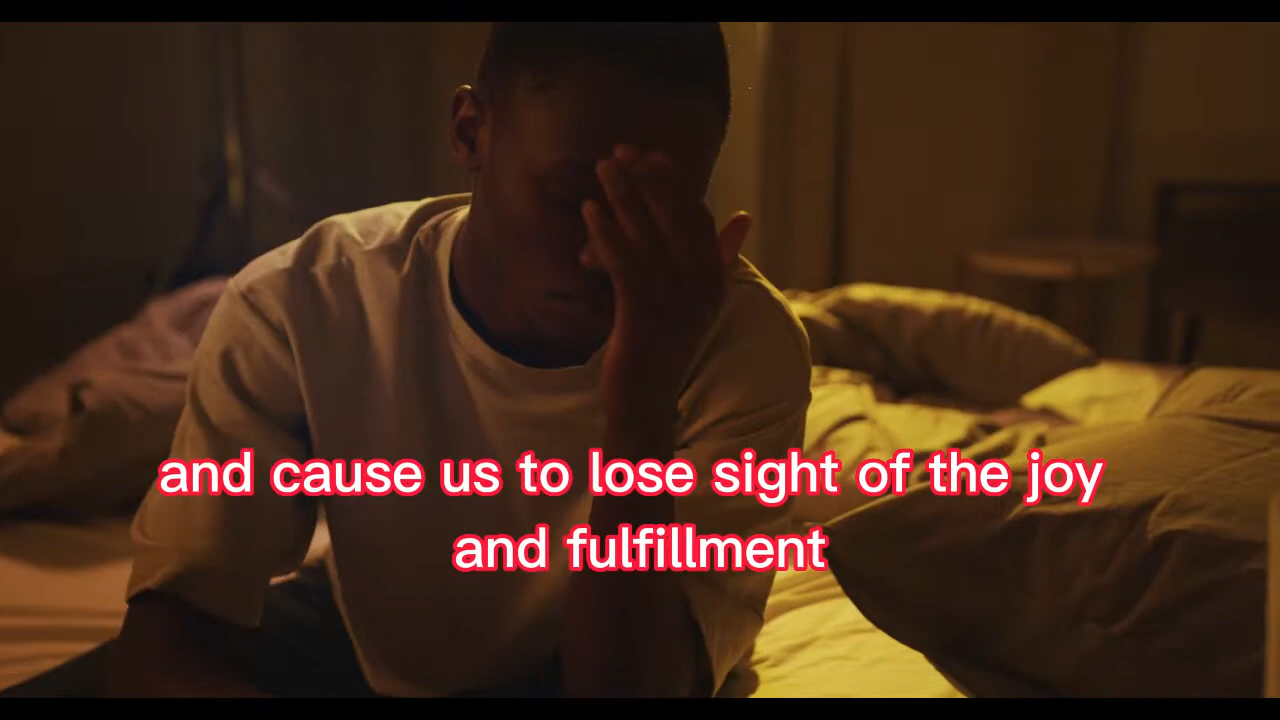 and cause us to lose sight of the joy
and fulfillment